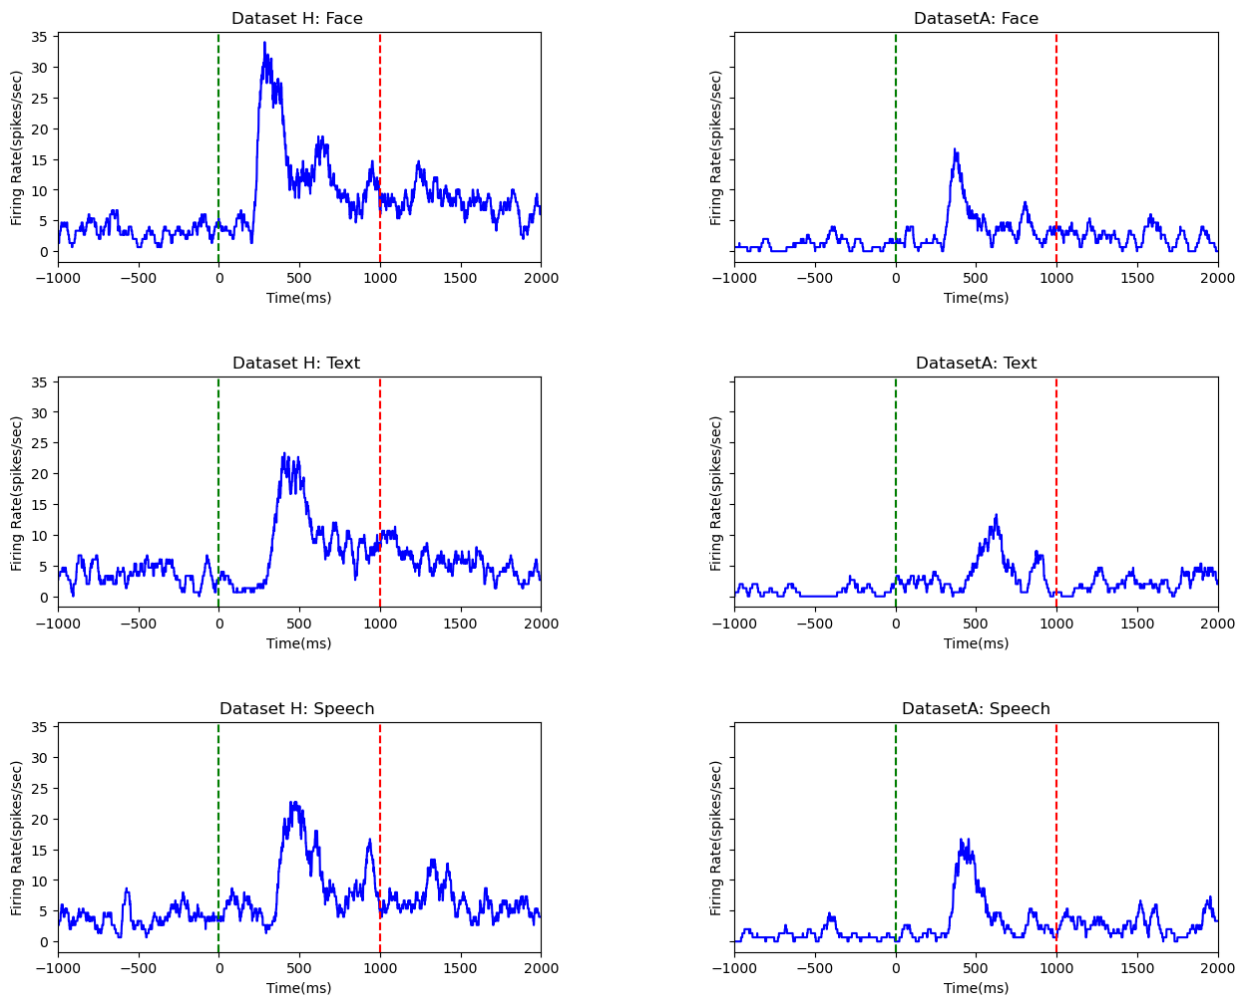 Dataset H: Face
35
30
25
20
15
10
5
0
Firing Rate(spikes/sec)
−1000 −500 0 500 1000 1500 2000
Time(ms)
DatasetA: Face
Firing Rate(spikes/sec)
−1000 −500 0 500 1000 1500 2000
Time(ms)
Dataset H: Text
35
30
25
20
15
10
5
0
Firing Rate(spikes/sec)
−1000 −500 0 500 1000 1500 2000
Time(ms)
DatasetA: Text
Firing Rate(spikes/sec)
−1000 −500 0 500 1000 1500 2000
Time(ms)
Dataset H: Speech
35
30
25
20
15
10
5
0
Firing Rate(spikes/sec)
−1000 −500 0 500 1000 1500 2000
Time(ms)
DatasetA: Speech
Firing Rate(spikes/sec)
−1000 −500 0 500 1000 1500 2000
Time(ms)